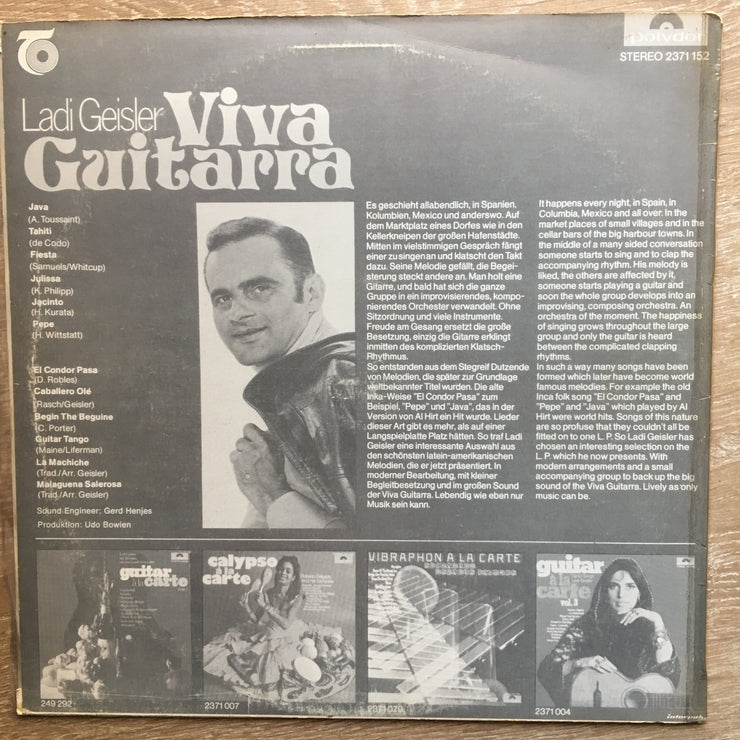 Polydor
STEREO 2371 152
Ladi Geisler Viva
Guitarra
Java
(A. Toussaint)
Tahiti
(de Codo)
Fiesta
(Samuels/Whitcup)
Julissa
(K. Philipp)
Jacinto
(H. Kurata)
Pepe
(H. Wittstatt)
El Condor Pasa
(D. Robles)
Caballero Olé
(Rasch/Geisler)
Begin The Beguine
(C. Porter)
Guitar Tango
(Maine/Liferman)
La Machiche
(Trad./Arr. Geisler)
Malaguena Salerosa
(Trad./Arr. Geisler)
Sound-Engineer: Gerd Henjes
Produktion: Udo Bowien
Es geschieht allabendlich, in Spanien,
Kolumbien, Mexico und anderswo. Auf
dem Marktplatz eines Dorfes wie in den
Kellerkneipen der großen Hafenstädte.
Mitten im vielstimmigen Gespräch fängt
einer zu singen an und klatscht den Takt
dazu. Seine Melodie gefällt, die Begei-
sterung steckt andere an. Man holt eine
Gitarre, und bald hat sich die ganze
Gruppe in ein improvisierendes, kompo-
nierendes Orchester verwandelt. Ohne
Sitzordnung und viele Instrumente.
Freude am Gesang ersetzt die große
Besetzung, einzig die Gitarre erklingt
inmitten des komplizierten Klatsch-
Rhythmus.
So entstanden aus dem Stegreif Dutzende
von Melodien, die später zur Grundlage
weltbekannter Titel wurden. Die alte
Inka-Weise "El Condor Pasa" zum
Beispiel, "Pepe" und "Java", das in der
Version von Al Hirt ein Hit wurde. Lieder
dieser Art gibt es mehr, als auf einer
Langspielplatte Platz hätten. So traf Ladi
Geisler eine interessante Auswahl aus
den schönsten latein-amerikanischen
Melodien, die er jetzt präsentiert. In
moderner Bearbeitung, mit kleiner
Begleitbesetzung und im großen Sound
der Viva Guitarra. Lebendig wie eben nur
Musik sein kann.
It happens every night, in Spain, in
Columbia, Mexico and all over. In the
market places of small villages and in the
cellar bars of the big harbour towns. In
the middle of a many sided conversation
someone starts to sing and to clap the
accompanying rhythm. His melody is
liked, the others are affected by it,
someone starts playing a guitar and
soon the whole group develops into an
improvising, composing orchestra. An
orchestra of the moment. The happiness
of singing grows throughout the large
group and only the guitar is heard
between the complicated clapping
rhythms.
In such a way many songs have been
formed which later have become world
famous melodies. For example the old
Inca folk song "El Condor Pasa" and
"Pepe" and "Java" which played by Al
Hirt were world hits. Songs of this nature
are so profuse that they couldn't all be
fitted on to one L. P. So Ladi Geisler has
chosen an interesting selection on the
L. P. which he now presents. With
modern arrangements and a small
accompanying group to back up the big
sound of the Viva Guitarra. Lively as only
music can be.
guitar
à la
carte
calypso
à la
carte
VIBRAPHON A LA CARTE
guitar
à la
carte
vol. 3
249 292
2371 007
2371 070
2371 004
interpak